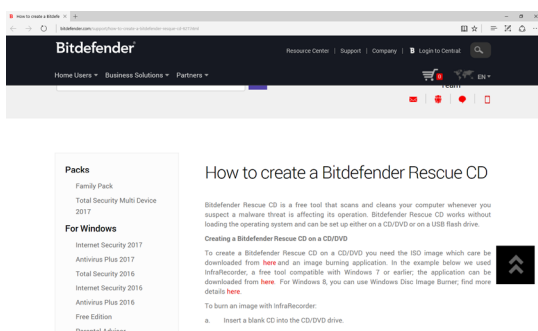 How to create a Bitdefe
bitdefender.com/support/how-to-create-a-bitdefender-rescue-cd-627.html
Bitdefender
Resource Center | Support | Company | B Login to Central
Home Users Business Solutions Partners
0 EN
Team
Packs
Family Pack
Total Security Multi Device
2017
For Windows
Internet Security 2017
Antivirus Plus 2017
Total Security 2016
Internet Security 2016
Antivirus Plus 2016
Free Edition
Parental Advisor
How to create a Bitdefender Rescue CD
Bitdefender Rescue CD is a free tool that scans and cleans your computer whenever you
suspect a malware threat is affecting its operation. Bitdefender Rescue CD works without
loading the operating system and can be set up either on a CD/DVD or on a USB flash drive.
Creating a Bitdefender Rescue CD on a CD/DVD
To create a Bitdefender Rescue CD on a CD/DVD you need the ISO image which care be
downloaded from here and an image burning application. In the example below we used
InfraRecorder, a free tool compatible with Windows 7 or earlier; the application can be
downloaded from here. For Windows 8, you can use Windows Disc Image Burner; find more
details here.
To burn an image with InfraRecorder:
a. Insert a blank CD into the CD/DVD drive.